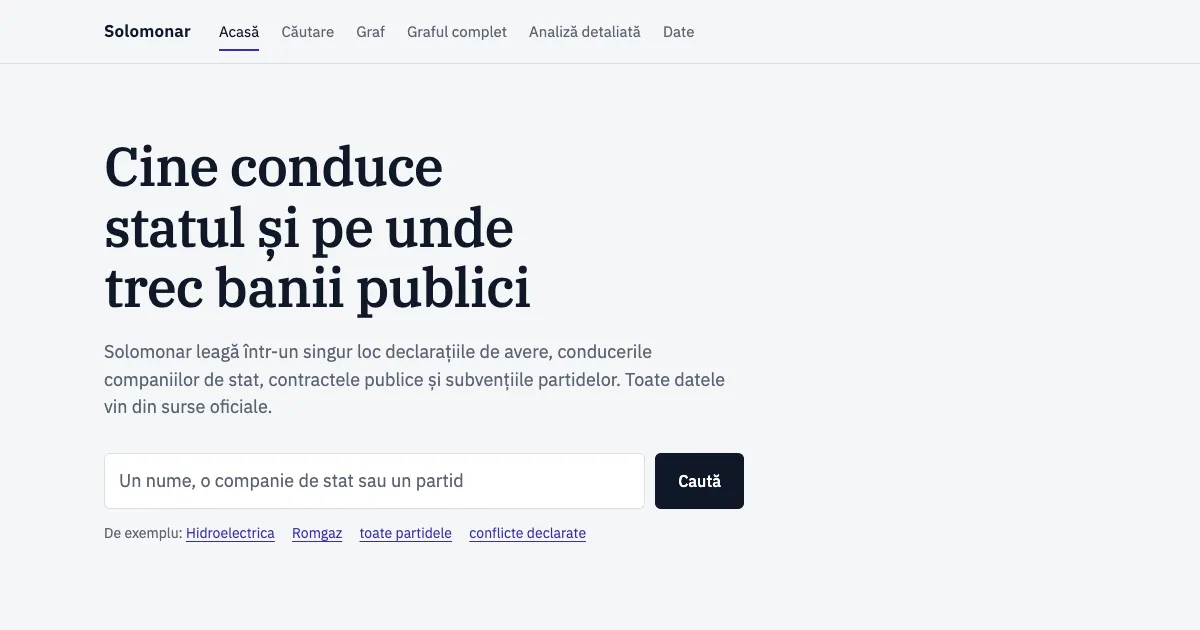 Solomonar Acasă Căutare Graf Graful complet Analiză detaliată Date
Cine conduce
statul și pe unde
trec banii publici
Solomonar leagă într-un singur loc declarațiile de avere, conducerile
companiilor de stat, contractele publice și subvențiile partidelor. Toate datele
vin din surse oficiale.
Un nume, o companie de stat sau un partid Caută
De exemplu: Hidroelectrica Romgaz toate partidele conflicte declarate